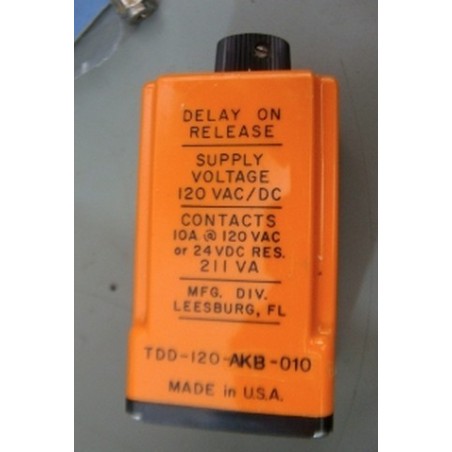 DELAY ON
RELEASE
SUPPLY
VOLTAGE
120 VAC/DC
CONTACTS
10A @ 120 VAC
or 24VDC RES.
211 VA
MFG. DIV.
LEESBURG, FL
TDD-120-AKB-010
MADE in U.S.A.